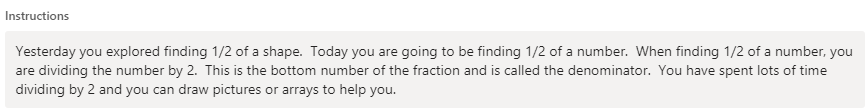 Instructions
Yesterday you explored finding 1/2 of a shape.  Today you are going to be finding 1/2 of a number.  When finding 1/2 of a number, you
are dividing the number by 2.  This is the bottom number of the fraction and is called the denominator.  You have spent lots of time
dividing by 2 and you can draw pictures or arrays to help you.